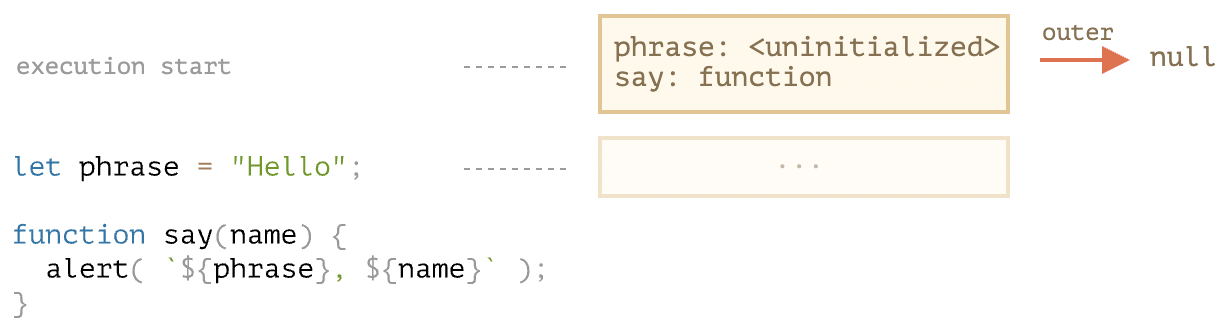 execution start
phrase: <uninitialized>
say: function
outer
null
let phrase = "Hello";
...
function say(name) {
  alert( `${phrase}, ${name}` );
}